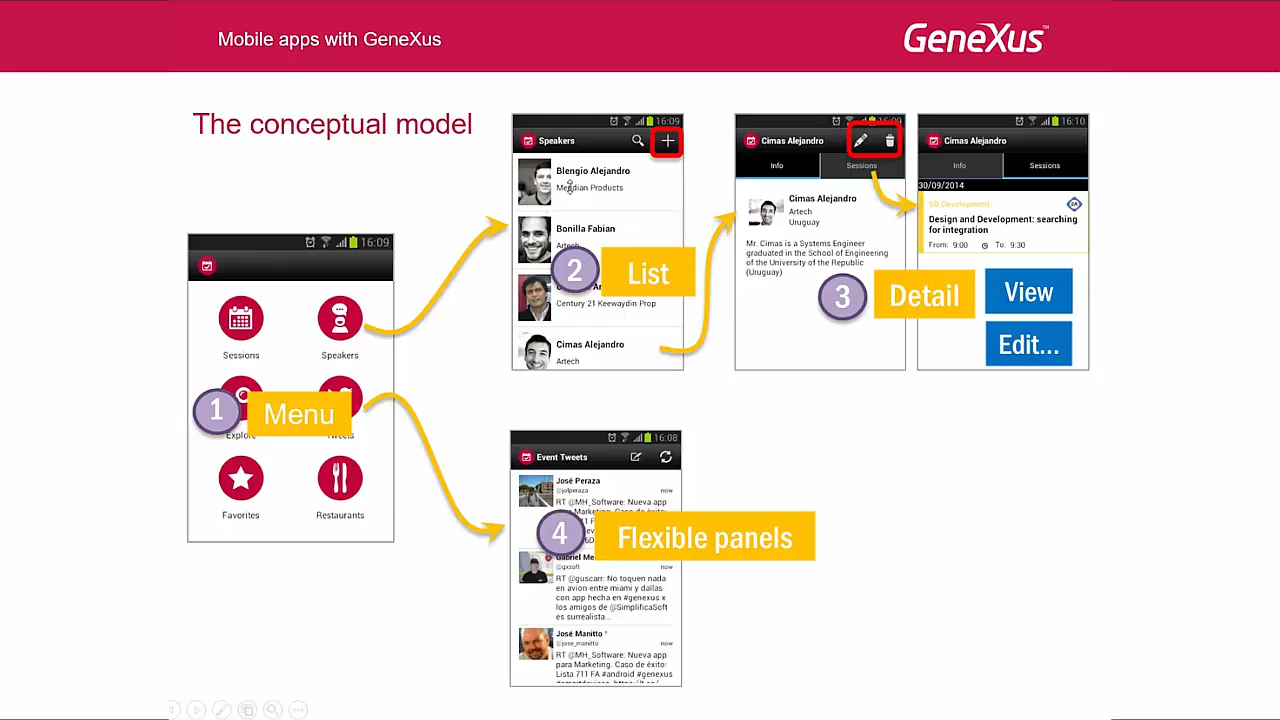 Mobile apps with GeneXus
GeneXus™
The conceptual model
16:09
Sessions
Speakers
Explore
Tweets
Favorites
Restaurants
1
Menu
16:09
Speakers
Blengio Alejandro
Meridian Products
Bonilla Fabian
Artech
Century 21 Keewaydin Prop
Cimas Alejandro
Artech
2
List
Cimas Alejandro
Info
Sessions
Cimas Alejandro
Artech
Uruguay
Mr. Cimas is a Systems Engineer
graduated in the School of Engineering
of the University of the Republic
(Uruguay)
3
Detail
16:10
Cimas Alejandro
Info
Sessions
30/09/2014
SD Development
2A
Design and Development: searching
for integration
From: 9:00 To: 9:30
View
Edit...
16:08
Event Tweets
José Peraza
@jolperaza
now
RT @MH_Software: Nueva app
para Marketing. Caso de éxito:
4
Flexible panels
@gxsoft
now
RT @guscarr: No toquen nada
en avion entre miami y dallas
con app hecha en #genexus x
los amigos de @SimplificaSoft
es surrealista...
José Manitto
@jose_manitto
now
RT @MH_Software: Nueva app
para Marketing. Caso de éxito:
Lista 711 FA #android #genexus